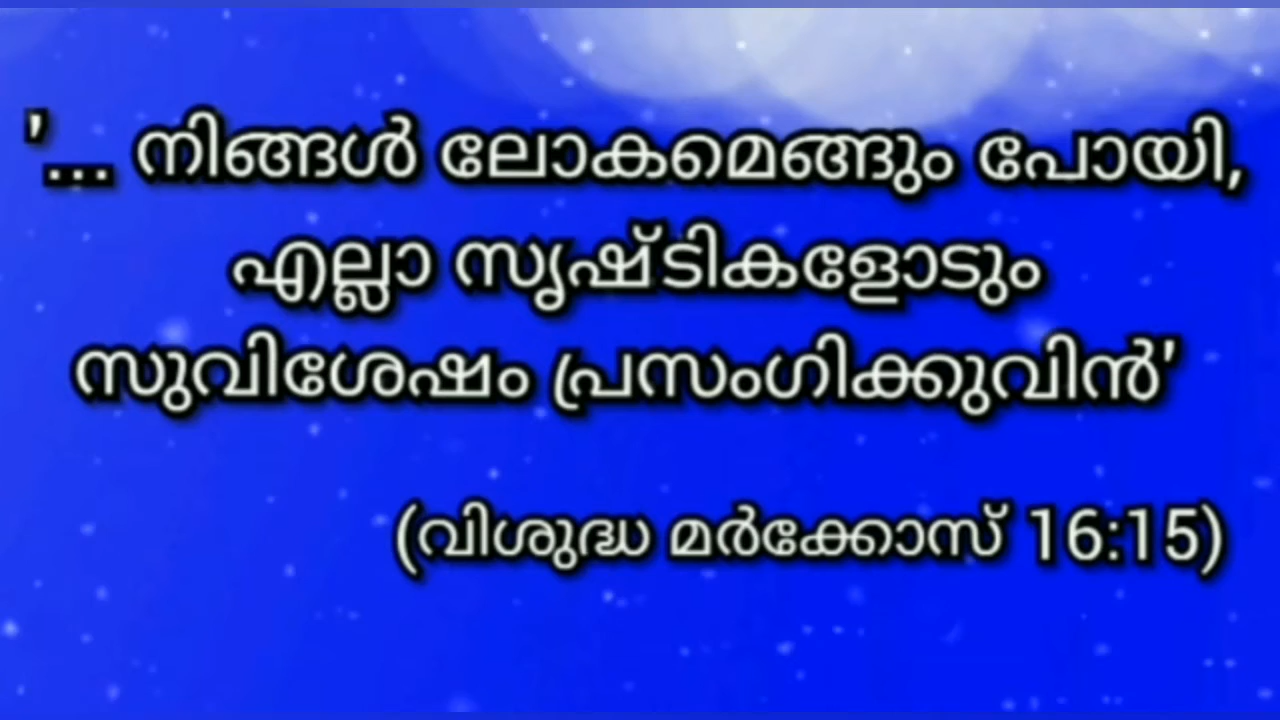 '... നിങ്ങൾ ലോകമെങ്ങും പോയി,
എല്ലാ സൃഷ്ടികളോടും
സുവിശേഷം പ്രസംഗിക്കുവിൻ'
(വിശുദ്ധ മർക്കോസ് 16:15)